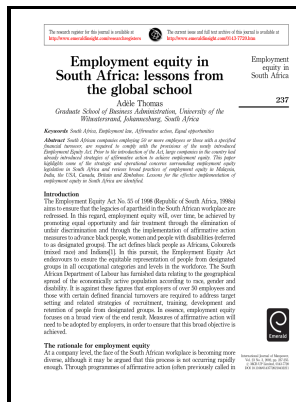 The research register for this journal is available at
http://www.emeraldinsight.com/researchregisters
The current issue and full text archive of this journal is available at
http://www.emeraldinsight.com/0143-7720.htm
Employment equity in
South Africa: lessons from
the global school
Adèle Thomas
Graduate School of Business Administration, University of the
Witwatersrand, Johannesburg, South Africa
Employment
equity in
South Africa
237
Keywords South Africa, Employment law, Affirmative action, Equal opportunities
Abstract South African companies employing 50 or more employees or those with a specified
financial turnover, are required to comply with the provisions of the newly introduced
Employment Equity Act. Prior to the introduction of the Act, large companies in the country had
already introduced strategies of affirmative action to achieve employment equity. This paper
highlights some of the strategic and operational concerns surrounding employment equity
legislation in South Africa and reviews broad practices of employment equity in Malaysia,
India, the USA, Canada, Britain and Zimbabwe. Lessons for the effective implementation of
employment equity in South Africa are identified.
Introduction
The Employment Equity Act No. 55 of 1998 (Republic of South Africa, 1998a)
aims to ensure that the legacies of apartheid in the South African workplace are
redressed. In this regard, employment equity will, over time, be achieved by
promoting equal opportunity and fair treatment through the elimination of
unfair discrimination and through the implementation of affirmative action
measures to advance black people, women and people with disabilities (referred
to as designated groups). The act defines black people as Africans, Coloureds
(mixed race) and Indians[1]. In this pursuit, the Employment Equity Act
endeavours to ensure the equitable representation of people from designated
groups in all occupational categories and levels in the workforce. The South
African Department of Labour has furnished data relating to the geographical
spread of the economically active population according to race, gender and
disability. It is against these figures that employers of over 50 employees and
those with certain defined financial turnovers are required to address target
setting and related strategies of recruitment, training, development and
retention of people from designated groups. In essence, employment equity
focuses on a broad view of the end result. Measures of affirmative action will
need to be adopted by employers, in order to ensure that this broad objective is
achieved.
The rationale for employment equity
At a company level, the face of the South African workplace is becoming more
diverse, although it may be argued that this process is not occurring rapidly
enough. Through programmes of affirmative action (often previously called in
Emerald
International Journal of Manpower,